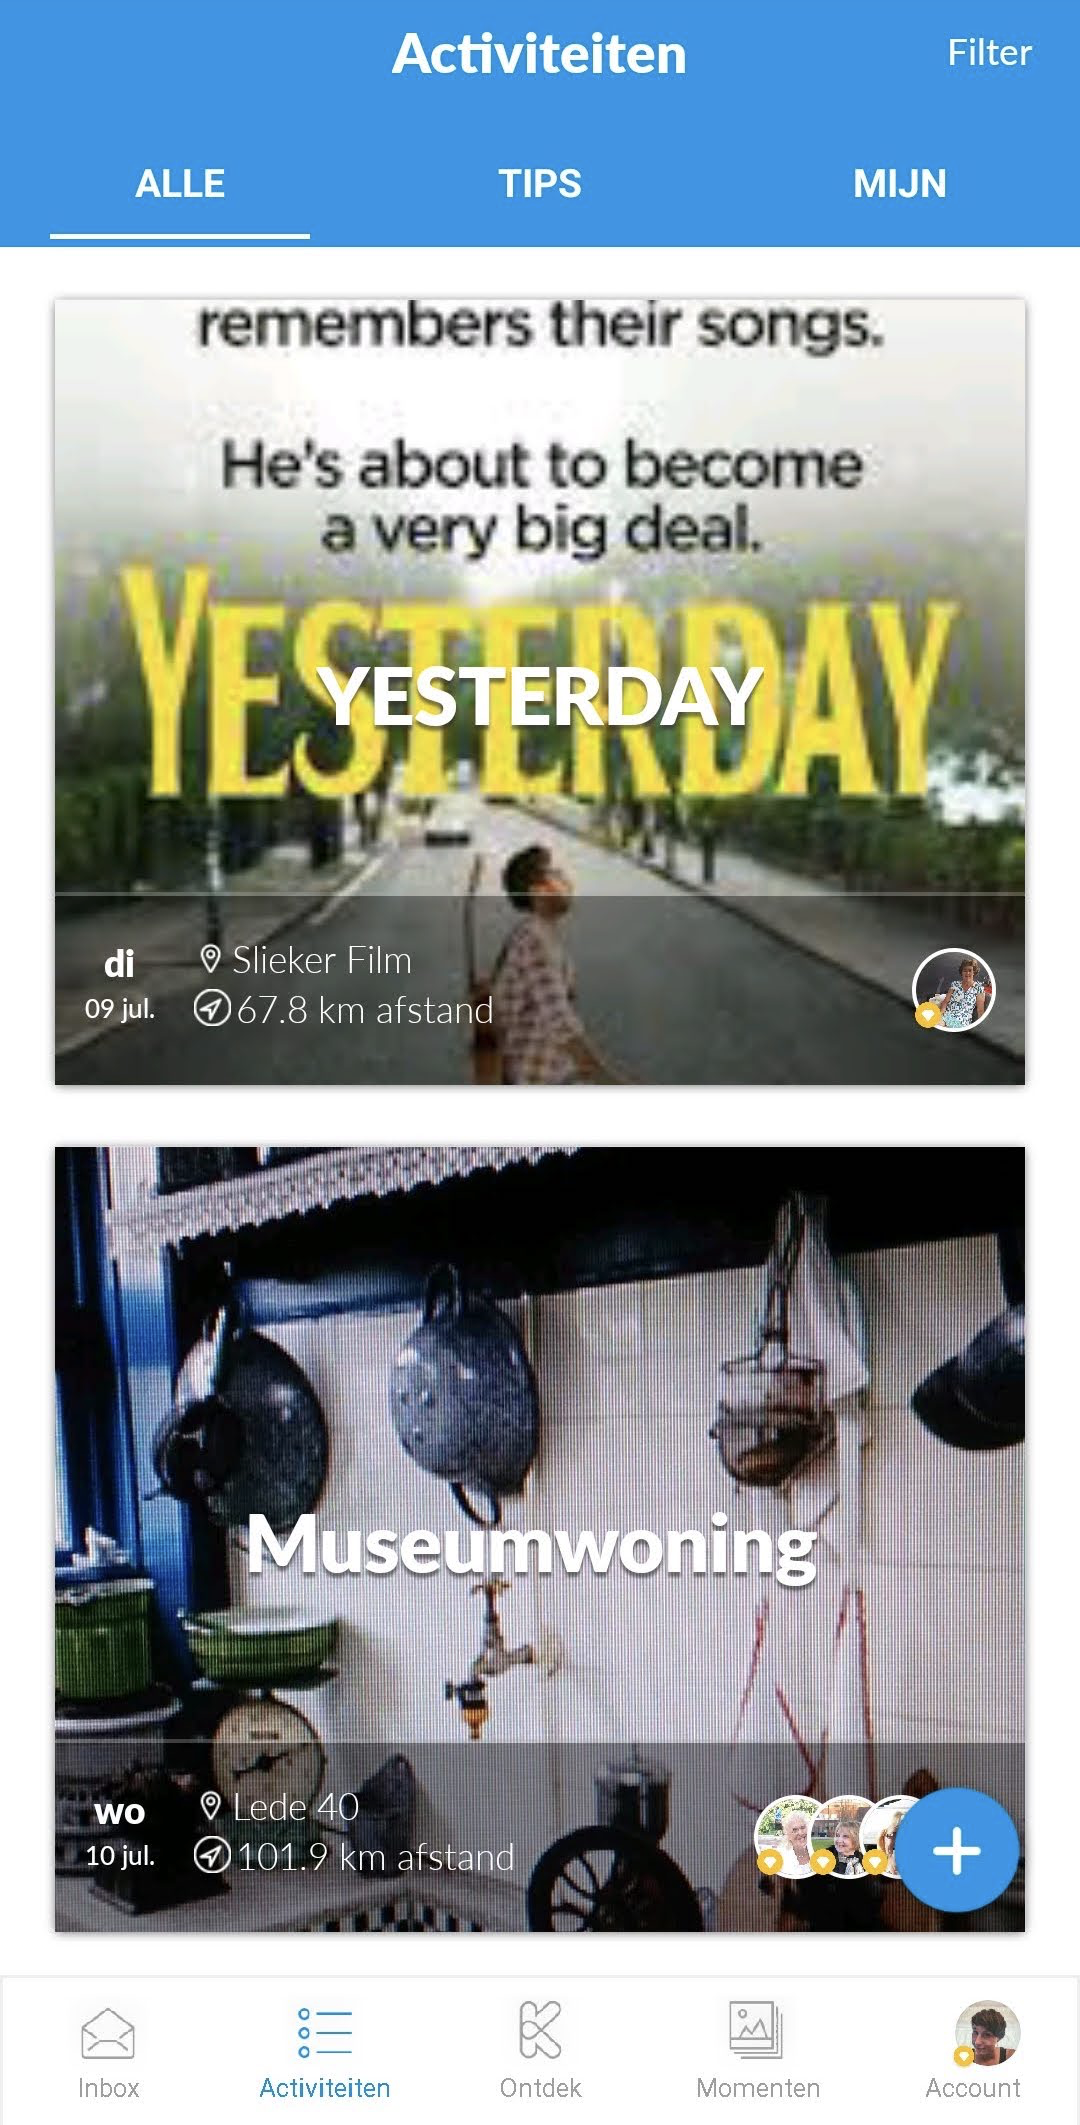 Activiteiten
Filter
ALLE
TIPS
MIJN
remembers their songs.
He's about to become
a very big deal.
YESTERDAY
YESTERDAY
di
09 jul.
Slieker Film
67.8 km afstand
Museumwoning
wo
10 jul.
Lede 40
101.9 km afstand
Inbox
Activiteiten
Ontdek
Momenten
Account